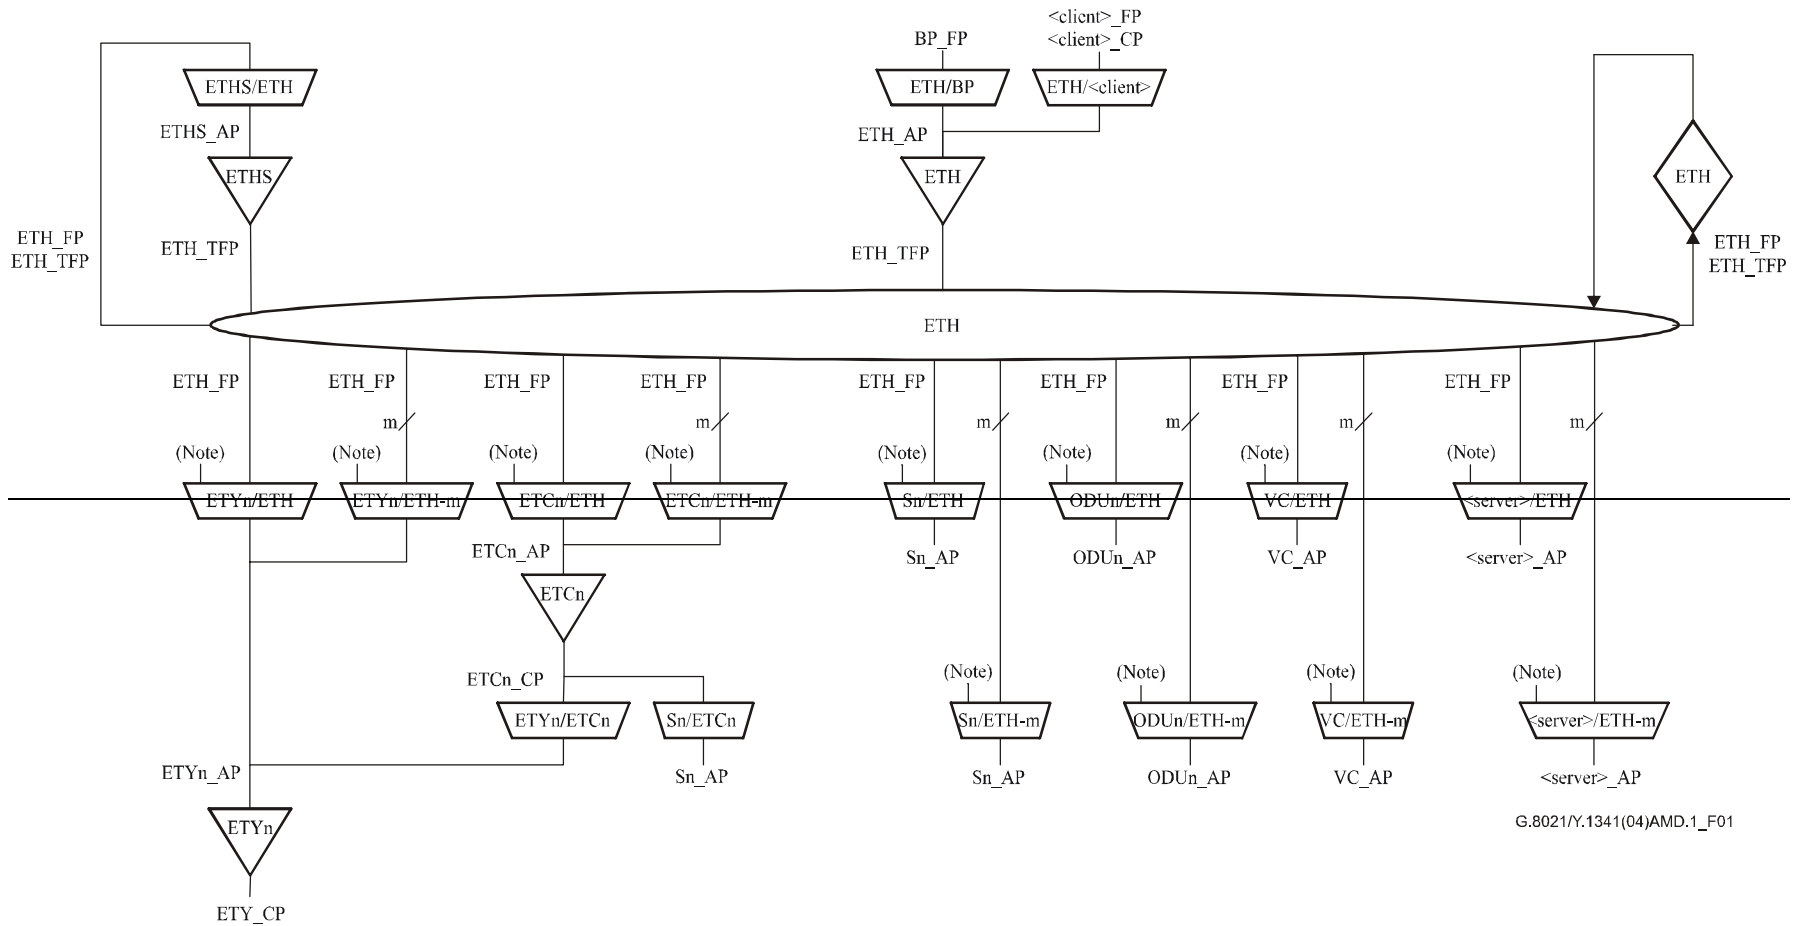 <client>_FP
BP_FP
<client>_CP
ETHS/ETH
ETH/BP
ETH/<client>
ETHS_AP
ETH_AP
ETHS
ETH
ETH
ETH_FP
ETH_TFP
ETH_TFP
ETH_TFP
ETH_FP
ETH_TFP
ETH
ETH_FP
ETH_FP
ETH_FP
ETH_FP
ETH_FP
ETH_FP
ETH_FP
ETH_FP
m
m
m
m
m
m
(Note)
(Note)
(Note)
(Note)
(Note)
(Note)
(Note)
(Note)
ETYn/ETH
ETYn/ETH-m
ETCn/ETH
ETCn/ETH-m
Sn/ETH
ODUn/ETH
VC/ETH
<server>/ETH
ETCn_AP
Sn_AP
ODUn_AP
VC_AP
<server>_AP
ETCn
ETCn_CP
(Note)
(Note)
(Note)
(Note)
ETYn/ETCn
Sn/ETCn
Sn/ETH-m
ODUn/ETH-m
VC/ETH-m
<server>/ETH-m
ETYn_AP
Sn_AP
Sn_AP
ODUn_AP
VC_AP
<server>_AP
ETYn
G.8021/Y.1341(04)AMD.1_F01
ETY_CP